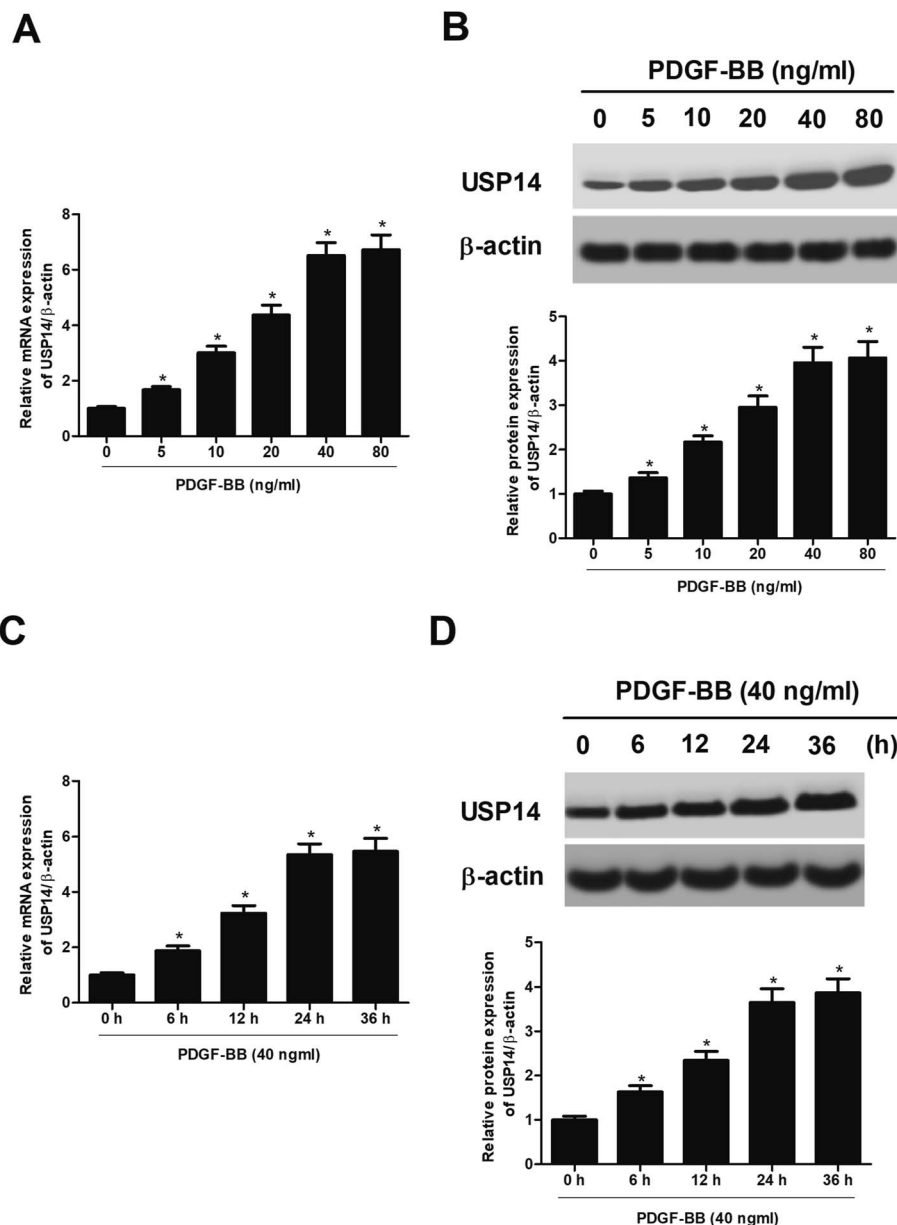 A
Relative mRNA expression
of USP14/β-actin
8
6
4
2
0
* * * * *
0 5 10 20 40 80
PDGF-BB (ng/ml)
B
PDGF-BB (ng/ml)
0 5 10 20 40 80
USP14
β-actin
Relative protein expression
of USP14/β-actin
5
4
3
2
1
0
* * * * *
0 5 10 20 40 80
PDGF-BB (ng/ml)
C
Relative mRNA expression
of USP14/β-actin
8
6
4
2
0
* * * *
0 h 6 h 12 h 24 h 36 h
PDGF-BB (40 ngml)
D
PDGF-BB (40 ng/ml)
0 6 12 24 36 (h)
USP14
β-actin
Relative protein expression
of USP14/β-actin
5
4
3
2
1
0
* * * *
0 h 6 h 12 h 24 h 36 h
PDGF-BB (40 ngml)